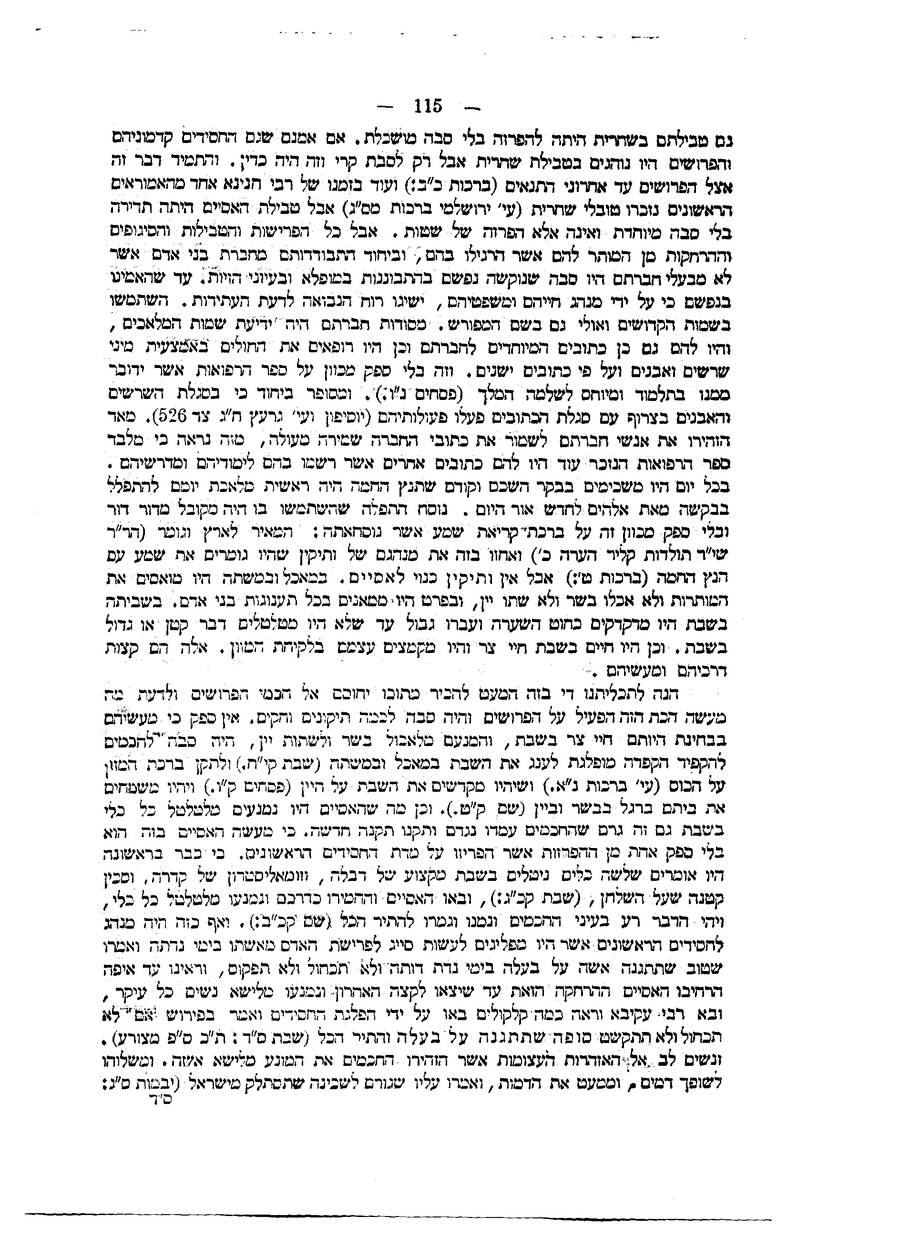 — 115 —
גם טבילתם בשחרית היתה להפרזה בלי סבה מושכלת. אם אמנם שגם החסידים קדמוניהם
והפרושים היו נוהגים בטבילת שחרית אבל רק לסבת קרי וזה היה כדין. והתמיד דבר זה
אצל הפרושים עד אחרוני התנאים (ברכות כ"ב:) ועוד בזמנו של רבי חנינא אחד מהאמוראים
הראשונים נזכרו טובלי שחרית (עי' ירושלמי ברכות מס"ג) אבל טבילת האסיים היתה תדירה
בלי סבה מיוחדת ואינה אלא הפרזה של שטות. אבל כל הפרישות והטבילות והסיגופים
וההרחקות מן המותר להם אשר הרגילו בהם, וביחוד התבודדותם מחברת בני אדם אשר
לא מבעלי חברתם היו סבה שנוקשה נפשם בהתבוננות במופלא ובעיוני הויות. עד שהאמינו
בנפשם כי על ידי מנהג חייהם ומשפטיהם, ישיגו רוח הנבואה לדעת העתידות. השתמשו
בשמות הקדושים ואולי גם בשם המפורש. מסודות חברתם היה ידיעת שמות המלאכים,
והיו להם גם כן כתובים המיוחדים לחברתם וכן היו רופאים את החולים באמצעית מיני
שרשים ואבנים ועל פי כתובים ישנים. וזה בלי ספק מכוון על ספר הרפואות אשר ידובר
ממנו בתלמוד ומיוחס לשלמה המלך (פסחים נ"ו:). ומסופר ביחוד כי בסגלת השרשים
והאבנים בצרוף עם סגלת הכתובים פעלו פעולותיהם (יוסיפון ועי' גרעץ ח"ג צד 526). מאד
הזהירו את אנשי חברתם לשמור את כתובי החברה שמירה מעולה, מזה נראה כי מלבד
ספר הרפואות הנזכר עוד היו להם כתובים אחרים אשר רשמו בהם לימודיהם ומדרשיהם.
בכל יום היו משכימים בבקר השכם וקודם שתנץ החמה היה ראשית מלאכת יומם להתפלל
בבקשה מאת אלהים לחדש אור היום. נוסח התפלה שהשתמשו בו היה מקובל מדור דור
ובלי ספק מכוון זה על ברכת קריאת שמע אשר נוסחאתה: המאיר לארץ וגומר (הר"ר
שי"ר תולדות קליר הערה כ') ואחזו בזה את מנהגם של ותיקין שהיו גומרים את שמע עם
הנץ החמה (ברכות ט':) אבל אין ותיקין כנוי לאסיים. במאכל ובמשתה היו מואסים את
המותרות ולא אכלו בשר ולא שתו יין, ובפרט היו ממאנים בכל תענוגות בני אדם. בשביתה
בשבת היו מדקדקים כחוט השערה ועברו גבול עד שלא היו מטלטלים דבר קטן או גדול
בשבת. וכן היו חיים בשבת חיי צר והיו מקמצים עצמם בלקיחת המזון. אלה הם קצות
דרכיהם ומעשיהם.
הנה לתכליתנו די בזה המעט להכיר מתוכו יחוסם אל חכמי הפרושים ולדעת מה
מעשה הכת הזה הפעיל על הפרושים והיה סבה לכמה תיקונים וחקים. אין ספק כי מעשיהם
בבחינת היותם חיי צר בשבת, והמנעם מלאכול בשר ולשתות יין, היה סבה לחכמים
להקפיד הקפדה מופלגת לענג את השבת במאכל ובמשתה (שבת קי"ח.) ולתקן ברכת המזון
על הכוס (עי' ברכות נ"א.) ושיהיו מקדשים את השבת על היין (פסחים ק"ו.) ויהיו משמחים
את ביתם ברגל בבשר וביין (שם ק"ט.). וכן מה שהאסיים היו נמנעים מלטלטל כל כלי
בשבת גם זה גרם שהחכמים עמדו נגדם ותקנו תקנה חדשה. כי מעשה האסיים בזה הוא
בלי ספק אחת מן ההפרזות אשר הפריזו על מדת החסידים הראשונים. כי כבר בראשונה
היו אומרים שלשה כלים ניטלים בשבת מקצוע של דבלה, וזומאליסטרון של קדרה, וסכין
קטנה שעל השלחן, (שבת קכ"ג:), ובאו האסיים והחמירו כדרכם ונמנעו מלטלטל כל כלי,
ויהי הדבר רע בעיני החכמים ונמנו וגמרו להתיר הכל (שם קכ"ב:). ואף כזה היה מנהג
לחסידים הראשונים אשר היו מפליגים לעשות סייג לפרישת האדם מאשתו בימי נדתה ואמרו
שטוב שתתגנה אשה על בעלה בימי נדת דותה ולא תכחול ולא תפקוס, וראינו עד איפה
הרחיבו האסיים ההרחקה הזאת עד שיצאו לקצה האחרון ונמנעו מלישא נשים כל עיקר,
ובא רבי עקיבא וראה כמה קלקולים באו על ידי הפלגת החסידים ואמר בפירוש אם לא
תכחול ולא תתקשט סופה שתתגנה על בעלה והתיר הכל (שבת ס"ד: ת"כ ס"פ מצורע).
ונשים לב אל האזהרות העצומות אשר הזהירו החכמים את המונע מלישא אשה. ומשלוהו
לשופך דמים, וממעט את הדמות, ואמרו עליו שגורם לשכינה שתסתלק מישראל (יבמות ס"ג:
ס"ד